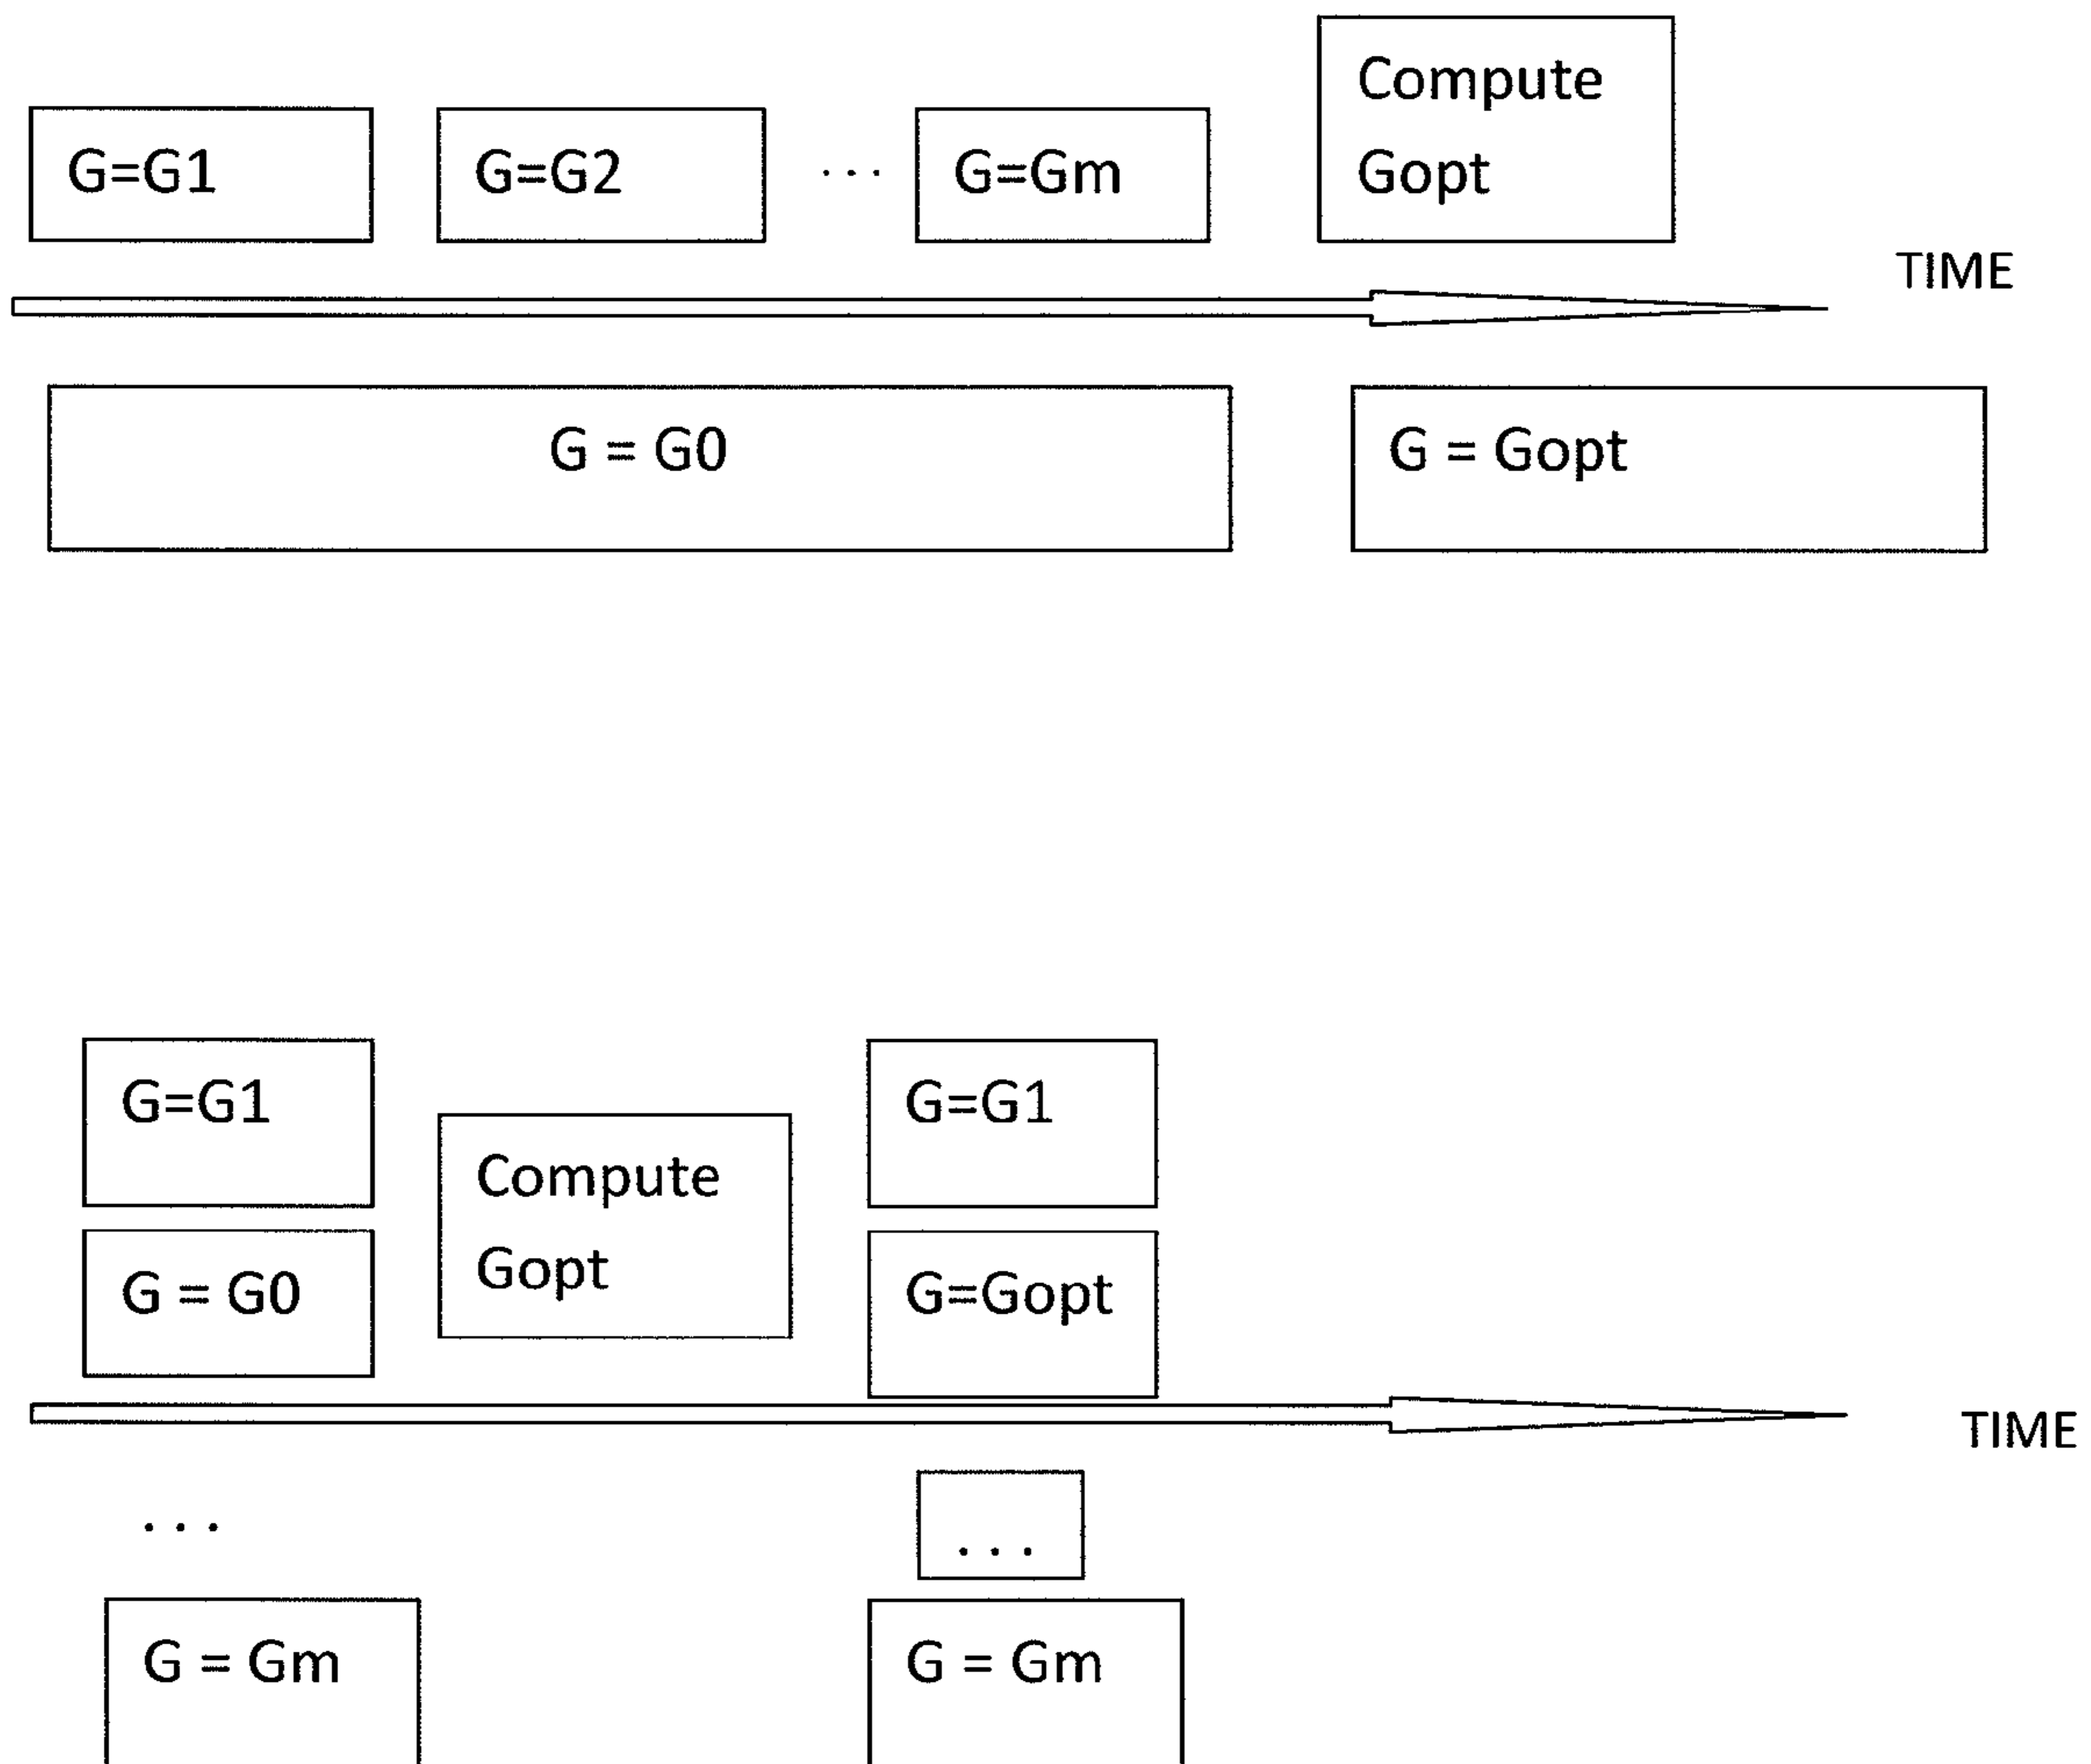 Compute
Gopt
G=G1
G=G2
...
G=Gm
TIME
G = G0
G = Gopt
G=G1
Compute
Gopt
G=G1
G = G0
G=Gopt
TIME
...
...
G = Gm
G = Gm